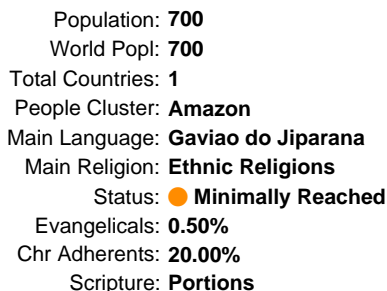 Population: 700
World Popl: 700
Total Countries: 1
People Cluster: Amazon
Main Language: Gaviao do Jiparana
Main Religion: Ethnic Religions
Status: Minimally Reached
Evangelicals: 0.50%
Chr Adherents: 20.00%
Scripture: Portions